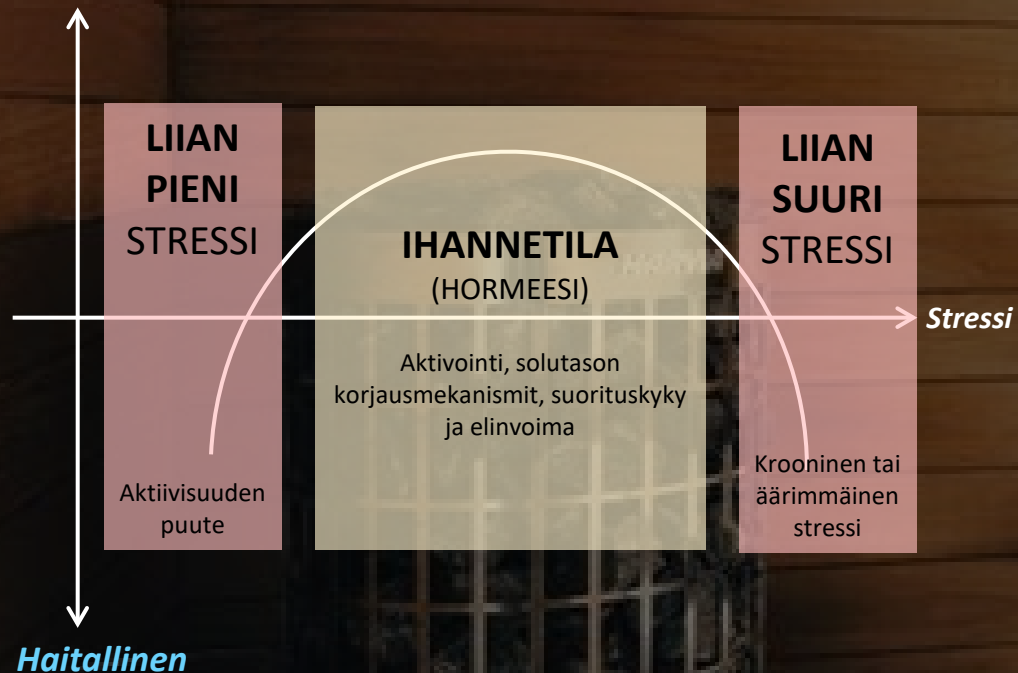 LIIAN
PIENI
STRESSI
Aktiivisuuden
puute
IHANNETILA
(HORMEESI)
Aktivointi, solutason
korjausmekanismit, suorituskyky
ja elinvoima
LIIAN
SUURI
STRESSI
Krooninen tai
äärimmäinen
stressi
Stressi
Haitallinen